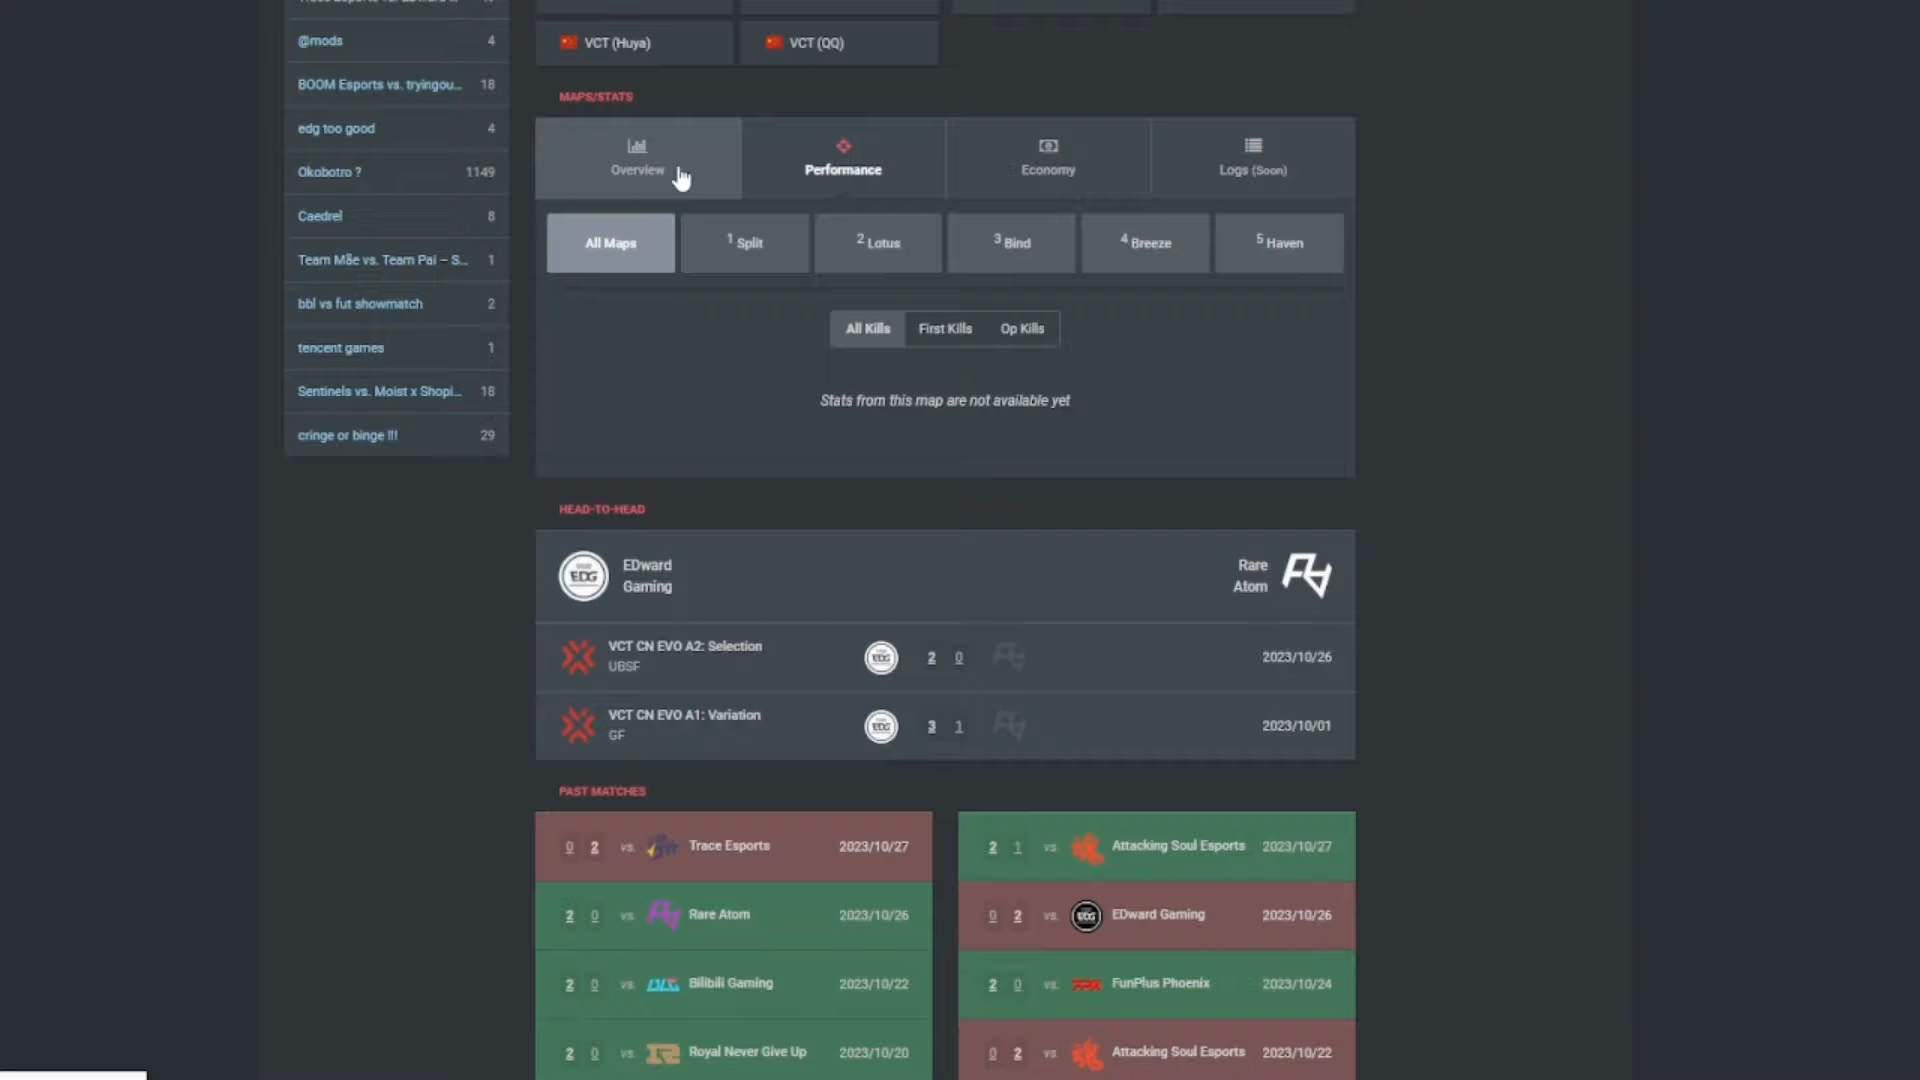 @mods 4
BOOM Esports vs. tryingou... 18
edg too good 4
Okobotro ? 1149
Caedrel 8
Team Mãe vs. Team Pai – S... 1
bbl vs fut showmatch 2
tencent games 1
Sentinels vs. Moist x Shopi... 18
cringe or binge !!! 29
VCT (Huya) VCT (QQ)
MAPS/STATS
Overview Performance Economy Logs (Soon)
All Maps 1 Split 2 Lotus 3 Bind 4 Breeze 5 Haven
All Kills First Kills Op Kills
Stats from this map are not available yet
HEAD-TO-HEAD
EDG EDward Rare
Gaming Atom
VCT CN EVO A2: Selection EDG 2 0 2023/10/26
UBSF
VCT CN EVO A1: Variation EDG 3 1 2023/10/01
GF
PAST MATCHES
0 2 vs. Trace Esports 2023/10/27
2 0 vs. Rare Atom 2023/10/26
2 0 vs. Bilibili Gaming 2023/10/22
2 0 vs. Royal Never Give Up 2023/10/20
2 1 vs. Attacking Soul Esports 2023/10/27
0 2 vs. EDG EDward Gaming 2023/10/26
2 0 vs. FunPlus Phoenix 2023/10/24
0 2 vs. Attacking Soul Esports 2023/10/22